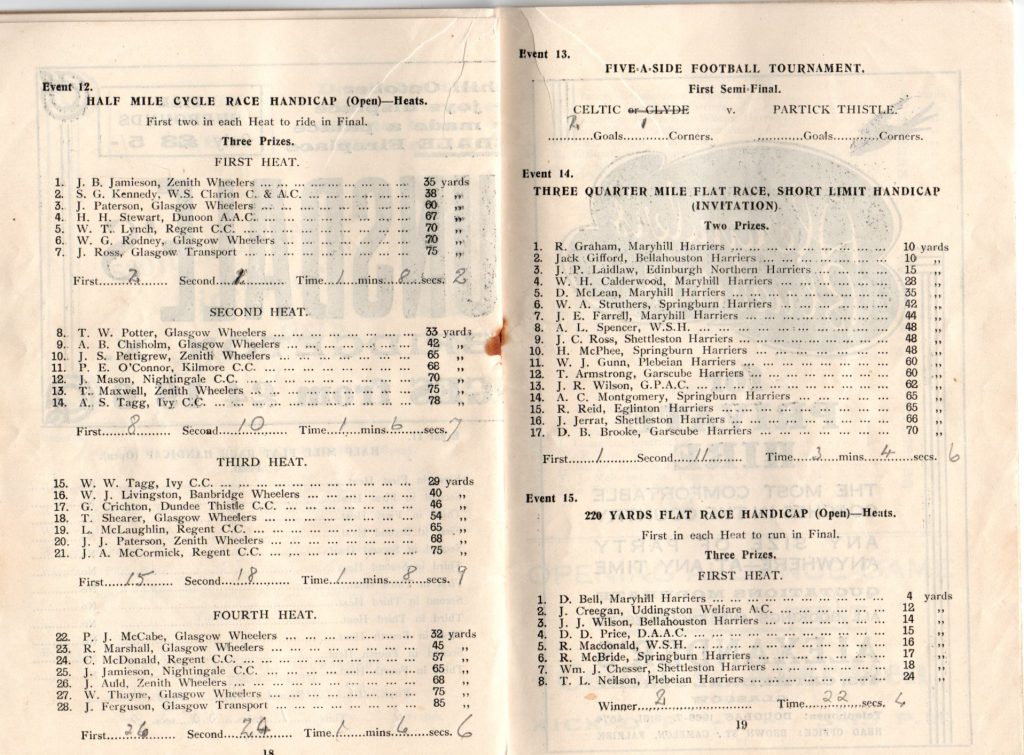 Event 12.
HALF MILE CYCLE RACE HANDICAP (Open)—Heats.
First two in each Heat to ride in Final.
Three Prizes.
FIRST HEAT.
1. J. B. Jamieson, Zenith Wheelers ... ... ... ... ... ... ... 35 yards
2. S. G. Kennedy, W.S. Clarion C. & A.C. ... ... ... ... ... 38 ,,
3. J. Paterson, Glasgow Wheelers ... ... ... ... ... ... ... 60 ,,
4. H. H. Stewart, Dunoon A.A.C. ... ... ... ... ... ... ... 67 ,,
5. W. T. Lynch, Regent C.C. ... ... ... ... ... ... ... ... 70 ,,
6. W. G. Rodney, Glasgow Wheelers ... ... ... ... ... ... 70 ,,
7. J. Ross, Glasgow Transport ... ... ... ... ... ... ... ... 75 ,,
First....2....... Second....1....... Time...1...mins...8...secs. 2
SECOND HEAT.
8. T. W. Potter, Glasgow Wheelers ... ... ... ... ... ... ... 33 yards
9. A. B. Chisholm, Glasgow Wheelers ... ... ... ... ... ... 42 ,,
10. J. S. Pettigrew, Zenith Wheelers ... ... ... ... ... ... ... 65 ,,
11. P. E. O'Connor, Kilmore C.C. ... ... ... ... ... ... ... 68 ,,
12. J. Mason, Nightingale C.C. ... ... ... ... ... ... ... ... 70 ,,
13. T. Maxwell, Zenith Wheelers ... ... ... ... ... ... ... ... 75 ,,
14. A. S. Tagg, Ivy C.C. ... ... ... ... ... ... ... ... ... 78 ,,
First.....8....... Second....10....... Time...1...mins...6...secs. 7
THIRD HEAT.
15. W. W. Tagg, Ivy C.C. ... ... ... ... ... ... ... ... ... 29 yards
16. W. J. Livingston, Banbridge Wheelers ... ... ... ... ... 40 ,,
17. G. Crichton, Dundee Thistle C.C. ... ... ... ... ... ... 46 ,,
18. T. Shearer, Glasgow Wheelers ... ... ... ... ... ... ... 54 ,,
19. L. McLaughlin, Regent C.C. ... ... ... ... ... ... ... 65 ,,
20. J. J. Paterson, Zenith Wheelers ... ... ... ... ... ... ... 68 ,,
21. J. A. McCormick, Regent C.C. ... ... ... ... ... ... ... 75 ,,
First.....15....... Second....18....... Time...1...mins...8...secs. 9
FOURTH HEAT.
22. P. J. McCabe, Glasgow Wheelers ... ... ... ... ... ... 32 yards
23. R. Marshall, Glasgow Wheelers ... ... ... ... ... ... ... 45 ,,
24. C. McDonald, Regent C.C. ... ... ... ... ... ... ... ... 57 ,,
25. J. Jamieson, Nightingale C.C. ... ... ... ... ... ... ... 65 ,,
26. J. Auld, Zenith Wheelers ... ... ... ... ... ... ... ... 68 ,,
27. W. Thayne, Glasgow Wheelers ... ... ... ... ... ... ... 75 ,,
28. J. Ferguson, Glasgow Transport ... ... ... ... ... ... ... 85 ,,
First....26....... Second............ Time...1...mins...6...secs. 6
18
Event 13.
FIVE-A-SIDE FOOTBALL TOURNAMENT.
First Semi-Final.
CELTIC or CLYDE v. PARTICK THISTLE.
2 1
............Goals............Corners. ............Goals............Corners.
Event 14.
THREE QUARTER MILE FLAT RACE, SHORT LIMIT HANDICAP
(INVITATION)
Two Prizes.
1. R. Graham, Maryhill Harriers ... ... ... ... ... ... ... 10 yards
2. Jack Gifford, Bellahouston Harriers ... ... ... ... ... ... 10 ,,
3. J. P. Laidlaw, Edinburgh Northern Harriers ... ... ... ... 15 ,,
4. W. H. Calderwood, Maryhill Harriers ... ... ... ... ... 28 ,,
5. D. McLean, Maryhill Harriers ... ... ... ... ... ... ... 35 ,,
6. W. A. Struthers, Springburn Harriers ... ... ... ... ... 42 ,,
7. J. E. Farrell, Maryhill Harriers ... ... ... ... ... ... ... 44 ,,
8. A. L. Spencer, W.S.H. ... ... ... ... ... ... ... ... ... 48 ,,
9. J. C. Ross, Shettleston Harriers ... ... ... ... ... ... ... 48 ,,
10. H. McPhee, Springburn Harriers ... ... ... ... ... ... ... 48 ,,
11. W. J. Gunn, Plebeian Harriers ... ... ... ... ... ... ... 60 ,,
12. T. Armstrong, Garscube Harriers ... ... ... ... ... ... ... 60 ,,
13. J. R. Wilson, G.P.A.C. ... ... ... ... ... ... ... ... ... 62 ,,
14. A. C. Montgomery, Springburn Harriers ... ... ... ... ... 65 ,,
15. R. Reid, Eglinton Harriers ... ... ... ... ... ... ... ... 65 ,,
16. J. Jerrat, Shettleston Harriers ... ... ... ... ... ... ... 66 ,,
17. D. B. Brooke, Garscube Harriers ... ... ... ... ... ... ... 70 ,,
First.......1....... Second.....11....... Time.....3....mins....4....secs. 6
Event 15.
220 YARDS FLAT RACE HANDICAP (Open)—Heats.
First in each Heat to run in Final.
Three Prizes.
FIRST HEAT.
1. D. Bell, Maryhill Harriers ... ... ... ... ... ... ... ... 4 yards
2. J. Creegan, Uddingston Welfare A.C. ... ... ... ... ... ... 12 ,,
3. J. J. Wilson, Bellahouston Harriers ... ... ... ... ... ... 14 ,,
4. D. D. Price, D.A.A.C. ... ... ... ... ... ... ... ... ... 15 ,,
5. R. Macdonald, W.S.H. ... ... ... ... ... ... ... ... ... 16 ,,
6. R. McBride, Springburn Harriers ... ... ... ... ... ... ... 17 ,,
7. Wm. J. Chesser, Shettleston Harriers ... ... ... ... ... ... 18 ,,
8. T. L. Neilson, Plebeian Harriers ... ... ... ... ... ... ... 24 ,,
Winner.................. Time......22......secs. 4
19